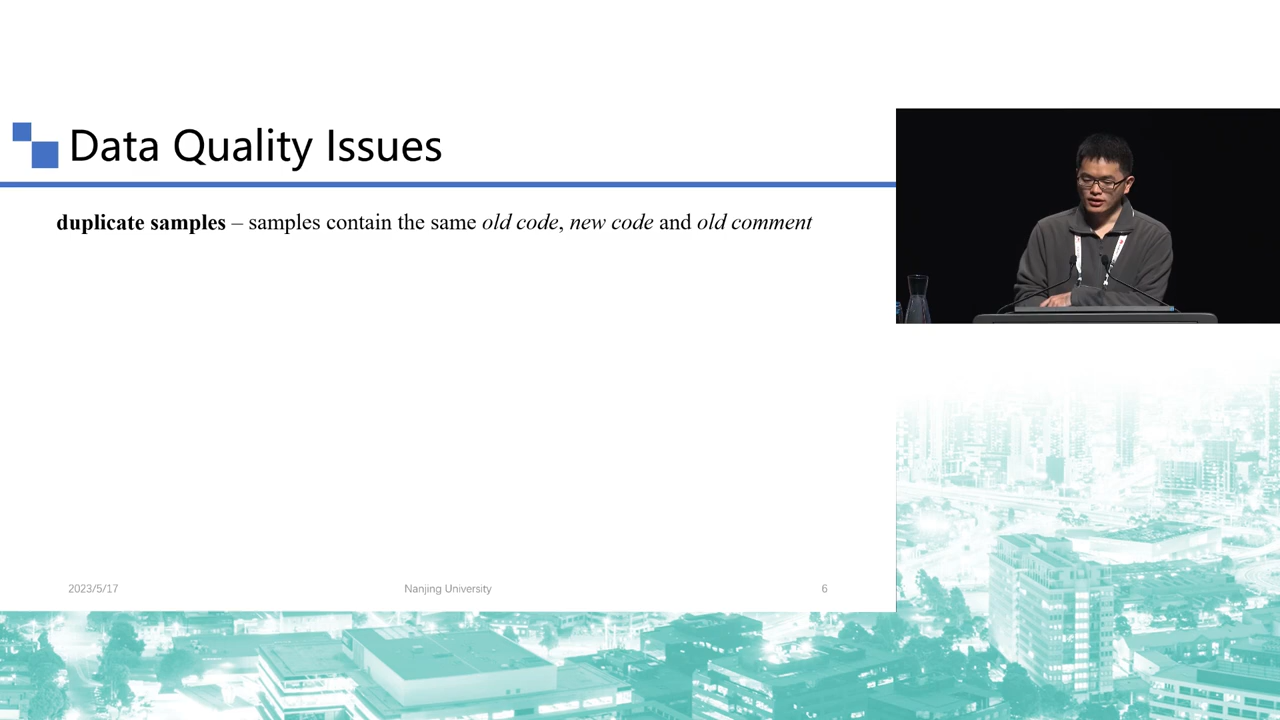 Data Quality Issues
duplicate samples – samples contain the same old code, new code and old comment
2023/5/17
Nanjing University
6